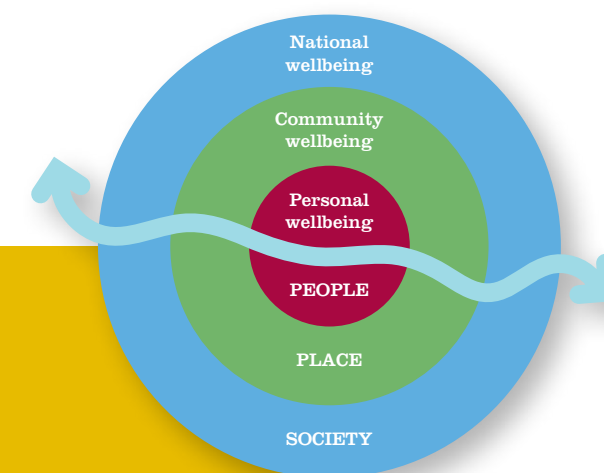 National
wellbeing
Community
wellbeing
Personal
wellbeing
PEOPLE
PLACE
SOCIETY